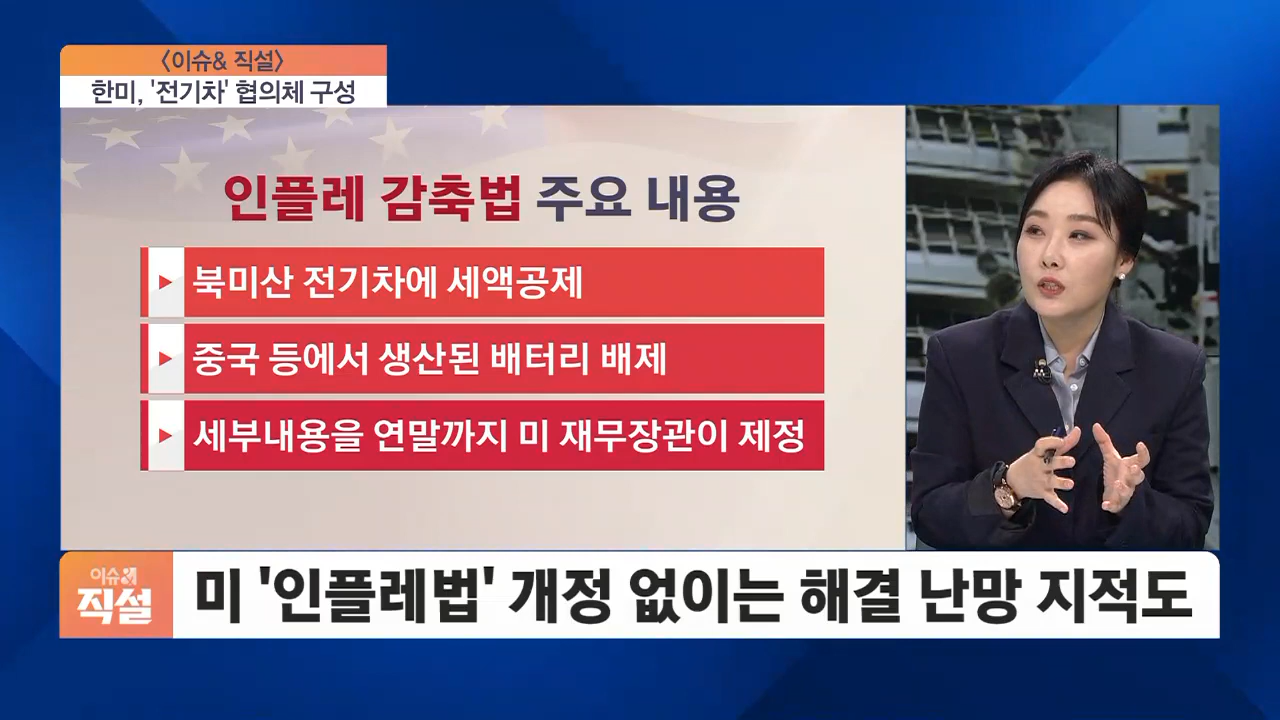 〈이슈& 직설〉
한미, '전기차' 협의체 구성
인플레 감축법 주요 내용
북미산 전기차에 세액공제
중국 등에서 생산된 배터리 배제
세부내용을 연말까지 미 재무장관이 제정
이슈&
직설
미 '인플레법' 개정 없이는 해결 난망 지적도